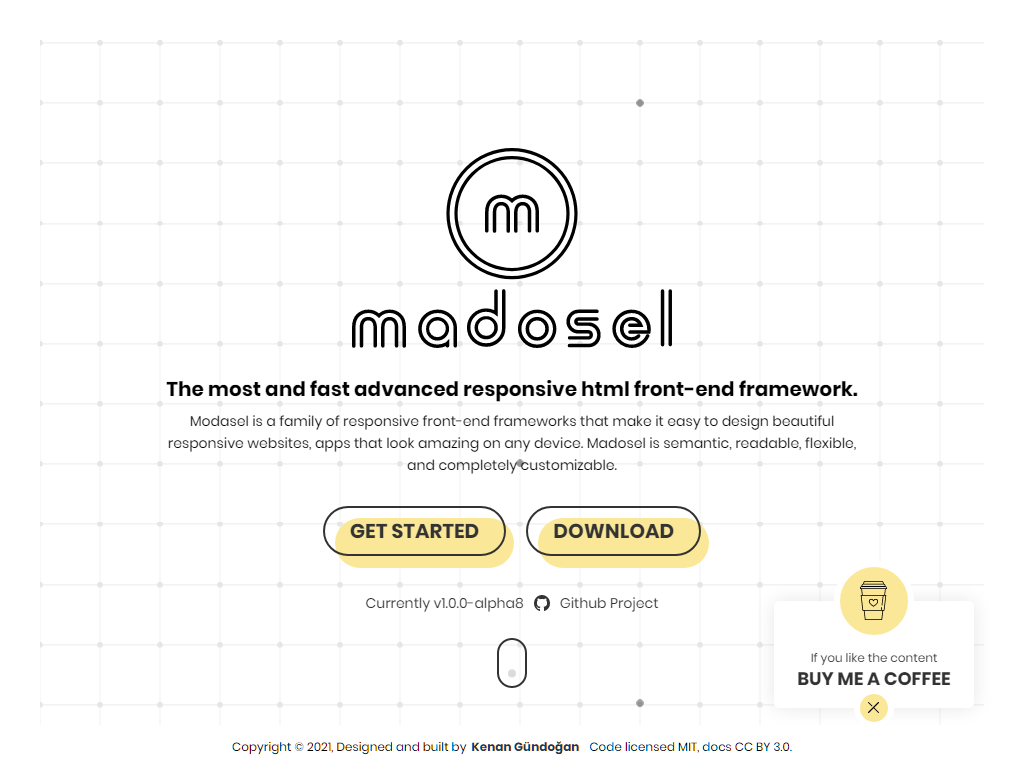 m
madosel
The most and fast advanced responsive html front-end framework.
Modasel is a family of responsive front-end frameworks that make it easy to design beautiful
responsive websites, apps that look amazing on any device. Madosel is semantic, readable, flexible,
and completely customizable.
GET STARTED
DOWNLOAD
Currently v1.0.0-alpha8
Github Project
If you like the content
BUY ME A COFFEE
Copyright © 2021, Designed and built by Kenan Gündoğan Code licensed MIT, docs CC BY 3.0.